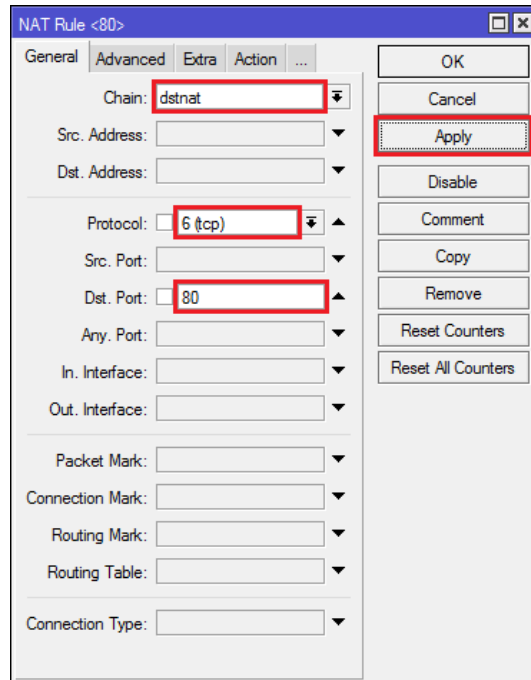 NAT Rule <80>
General Advanced Extra Action ...
Chain: dstnat
Src. Address:
Dst. Address:
Protocol: 6 (tcp)
Src. Port:
Dst. Port: 80
Any. Port:
In. Interface:
Out. Interface:
Packet Mark:
Connection Mark:
Routing Mark:
Routing Table:
Connection Type:
OK
Cancel
Apply
Disable
Comment
Copy
Remove
Reset Counters
Reset All Counters